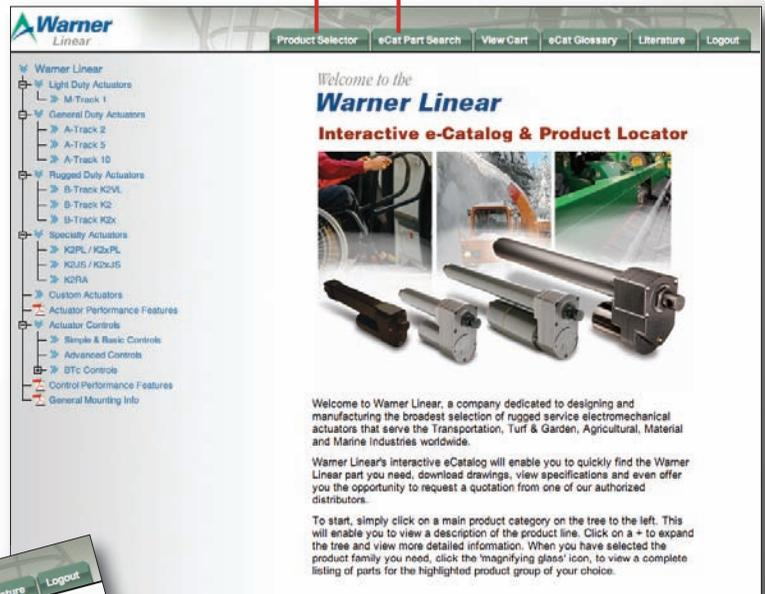 Warner
Linear
Product Selector
eCat Part Search
View Cart
eCat Glossary
Literature
Logout
Warner Linear
Light Duty Actuators
M-Track 1
General Duty Actuators
A-Track 2
A-Track 5
A-Track 10
Rugged Duty Actuators
B-Track K2VL
B-Track K2
B-Track K2x
Specialty Actuators
K2PL / K2xPL
K2JS / K2xJS
K2RA
Custom Actuators
Actuator Performance Features
Actuator Controls
Simple & Basic Controls
Advanced Controls
BTc Controls
Control Performance Features
General Mounting Info
Welcome to the
Warner Linear
Interactive e-Catalog & Product Locator
Welcome to Warner Linear, a company dedicated to designing and
manufacturing the broadest selection of rugged service electromechanical
actuators that serve the Transportation, Turf & Garden, Agricultural, Material
and Marine Industries worldwide.
Warner Linear's interactive eCatalog will enable you to quickly find the Warner
Linear part you need, download drawings, view specifications and even offer
you the opportunity to request a quotation from one of our authorized
distributors.
To start, simply click on a main product category on the tree to the left. This
will enable you to view a description of the product line. Click on a + to expand
the tree and view more detailed information. When you have selected the
product family you need, click the 'magnifying glass' icon, to view a complete
listing of parts for the highlighted product group of your choice.
Logout